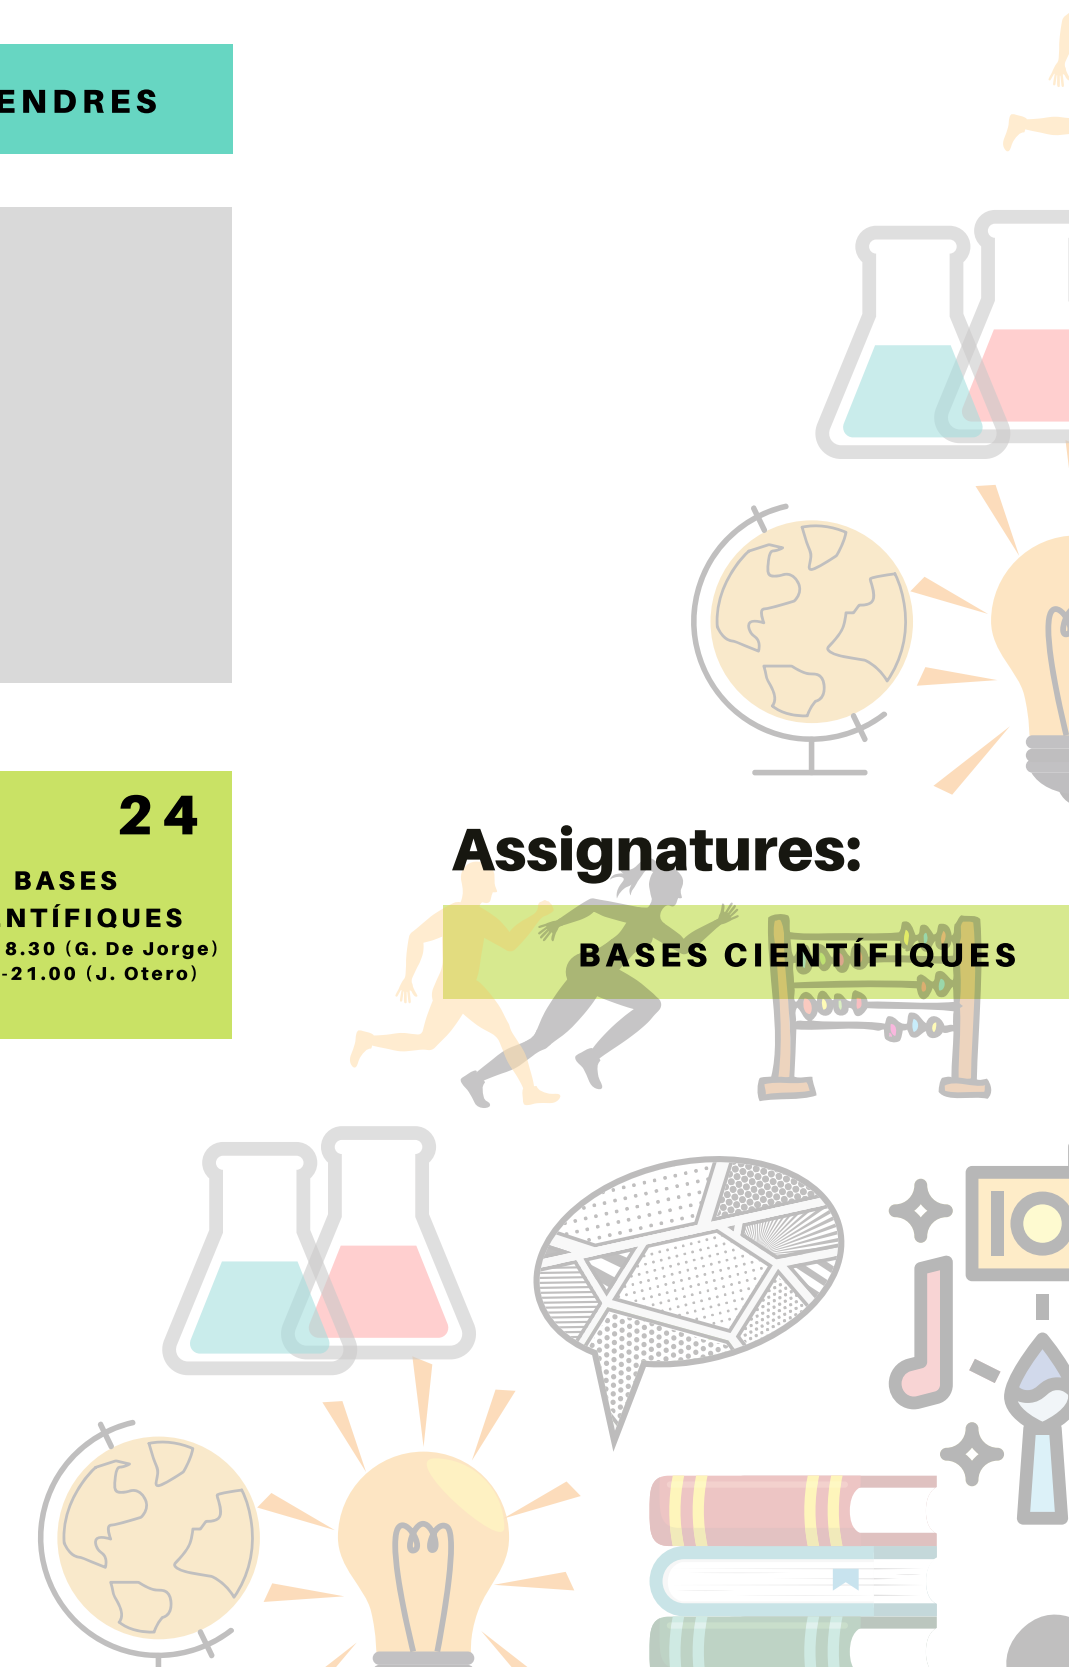 ENDRES
24
BASES
NTÍFIQUES
8.30 (G. De Jorge)
-21.00 (J. Otero)
Assignatures:
BASES CIENTÍFIQUES